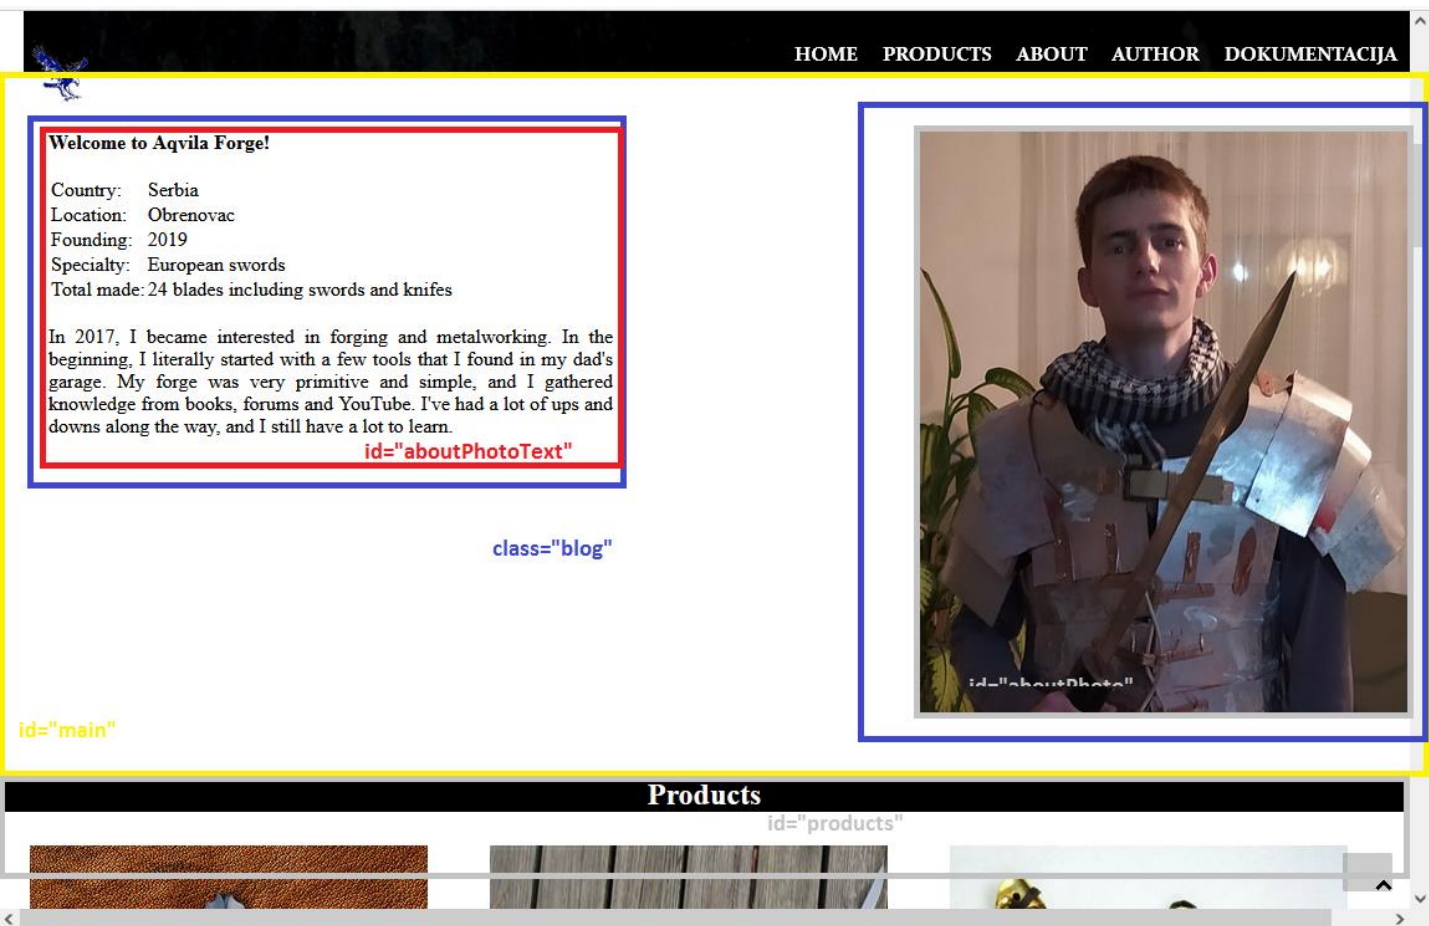 HOME PRODUCTS ABOUT AUTHOR DOKUMENTACIJA
Welcome to Aqvila Forge!
Country: Serbia
Location: Obrenovac
Founding: 2019
Specialty: European swords
Total made: 24 blades including swords and knifes
In 2017, I became interested in forging and metalworking. In the
beginning, I literally started with a few tools that I found in my dad's
garage. My forge was very primitive and simple, and I gathered
knowledge from books, forums and YouTube. I've had a lot of ups and
downs along the way, and I still have a lot to learn.
id="aboutPhotoText"
class="blog"
id="aboutPhoto"
id="main"
Products
id="products"